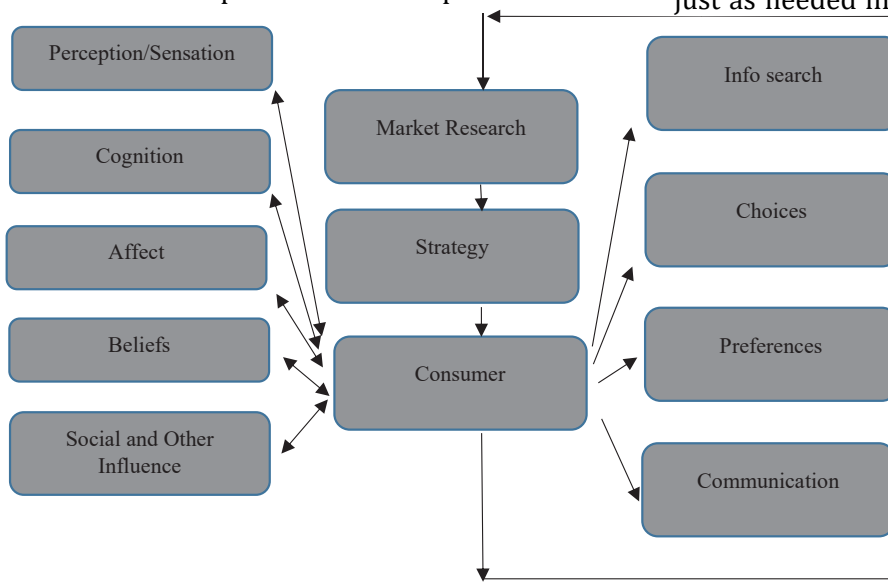 just as needed
Perception/Sensation
Cognition
Affect
Beliefs
Social and Other
Influence
Market Research
Strategy
Consumer
Info search
Choices
Preferences
Communication